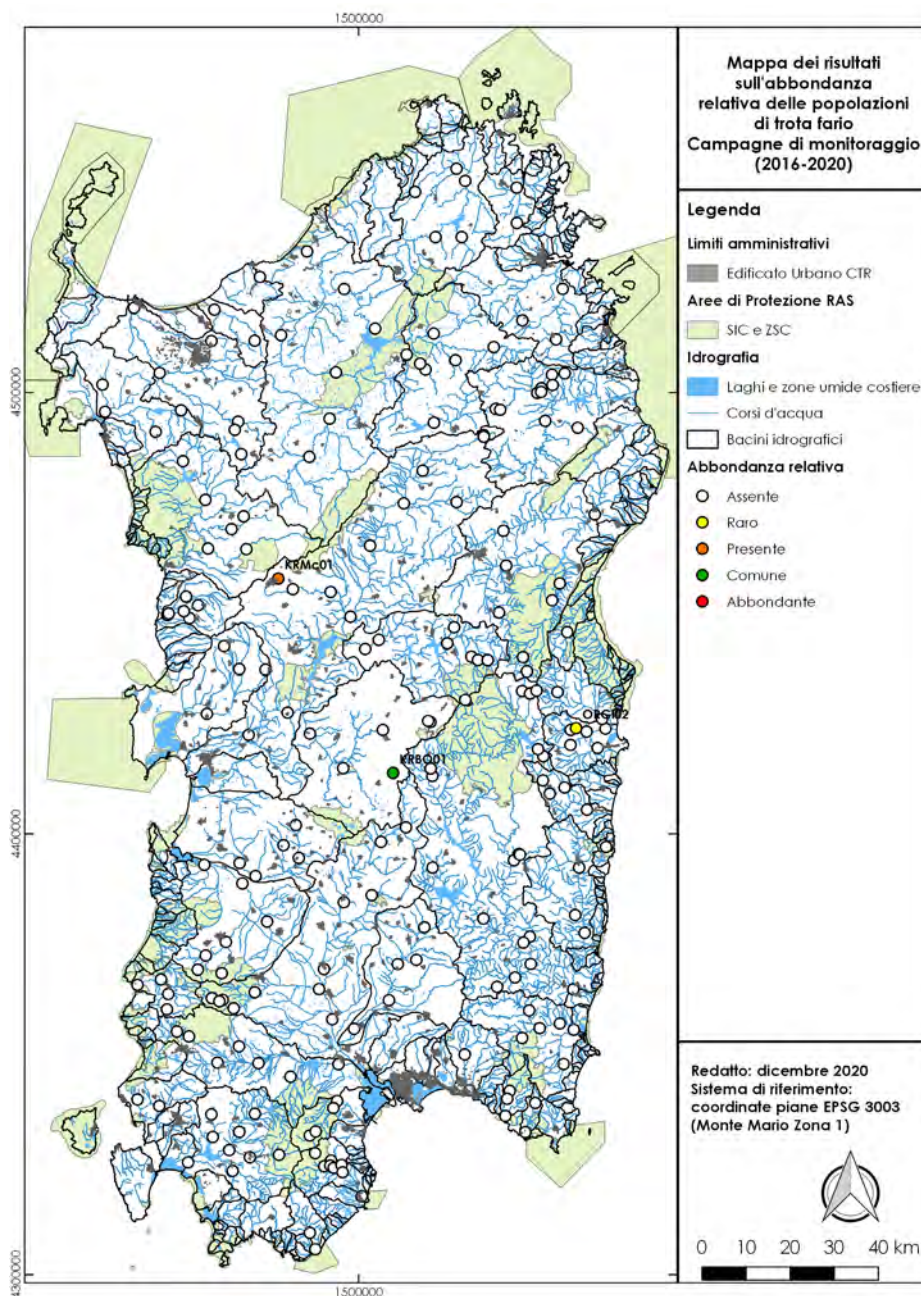 1500000
Mappa dei risultati
sull'abbondanza
relativa delle popolazioni
di trota fario
Campagne di monitoraggio
(2016-2020)
Legenda
Limiti amministrativi
Edificato Urbano CTR
Aree di Protezione RAS
SIC e ZSC
Idrografia
Laghi e zone umide costiere
Corsi d'acqua
Bacini idrografici
Abbondanza relativa
Assente
Raro
Presente
Comune
Abbondante
4500000
4500000
KRMc01
KRBO01
4400000
4400000
Redatto: dicembre 2020
Sistema di riferimento:
coordinate piane EPSG 3003
(Monte Mario Zona 1)
0 10 20 30 40 km
4300000
4300000
1500000